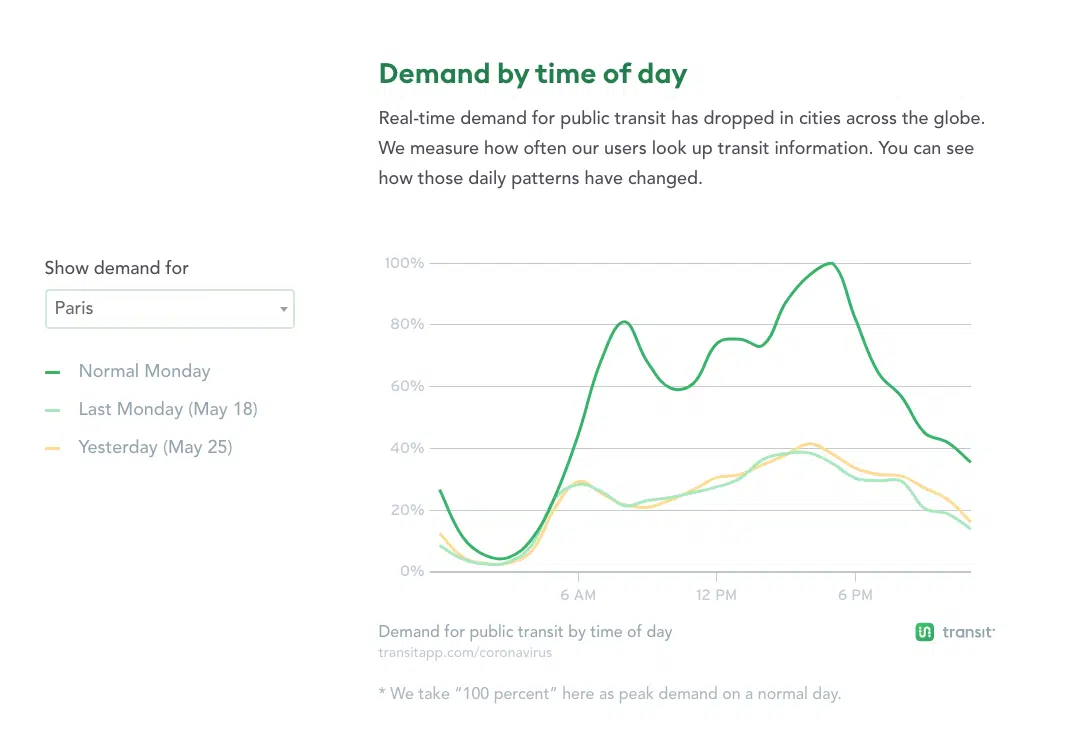 Demand by time of day
Real-time demand for public transit has dropped in cities across the globe.
We measure how often our users look up transit information. You can see
how those daily patterns have changed.
Show demand for
Paris
Normal Monday
Last Monday (May 18)
Yesterday (May 25)
100%
80%
60%
40%
20%
0%
6 AM 12 PM 6 PM
Demand for public transit by time of day
transitapp.com/coronavirus
transit
* We take “100 percent” here as peak demand on a normal day.